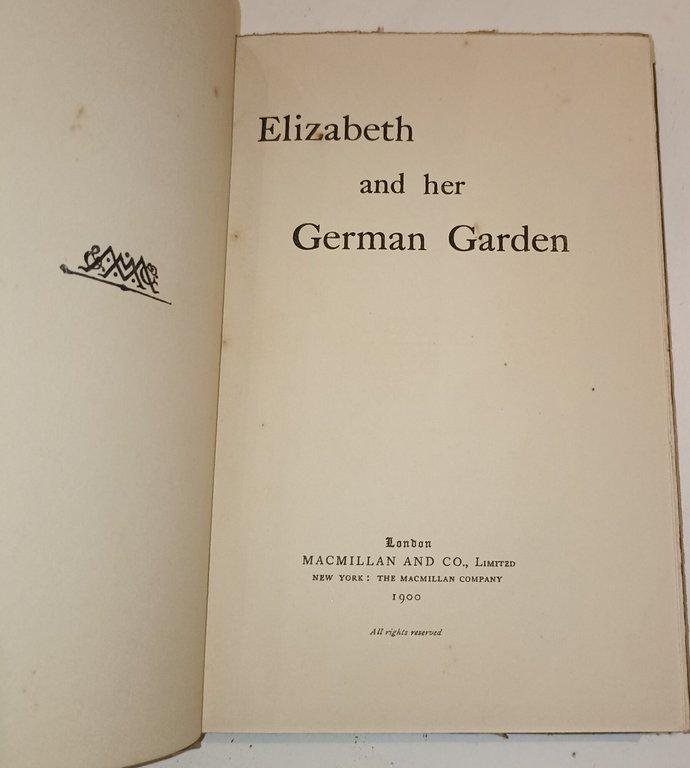 Elizabeth
and her
German Garden
London
MACMILLAN AND CO., LIMITED
NEW YORK: THE MACMILLAN COMPANY
1900
All rights reserved